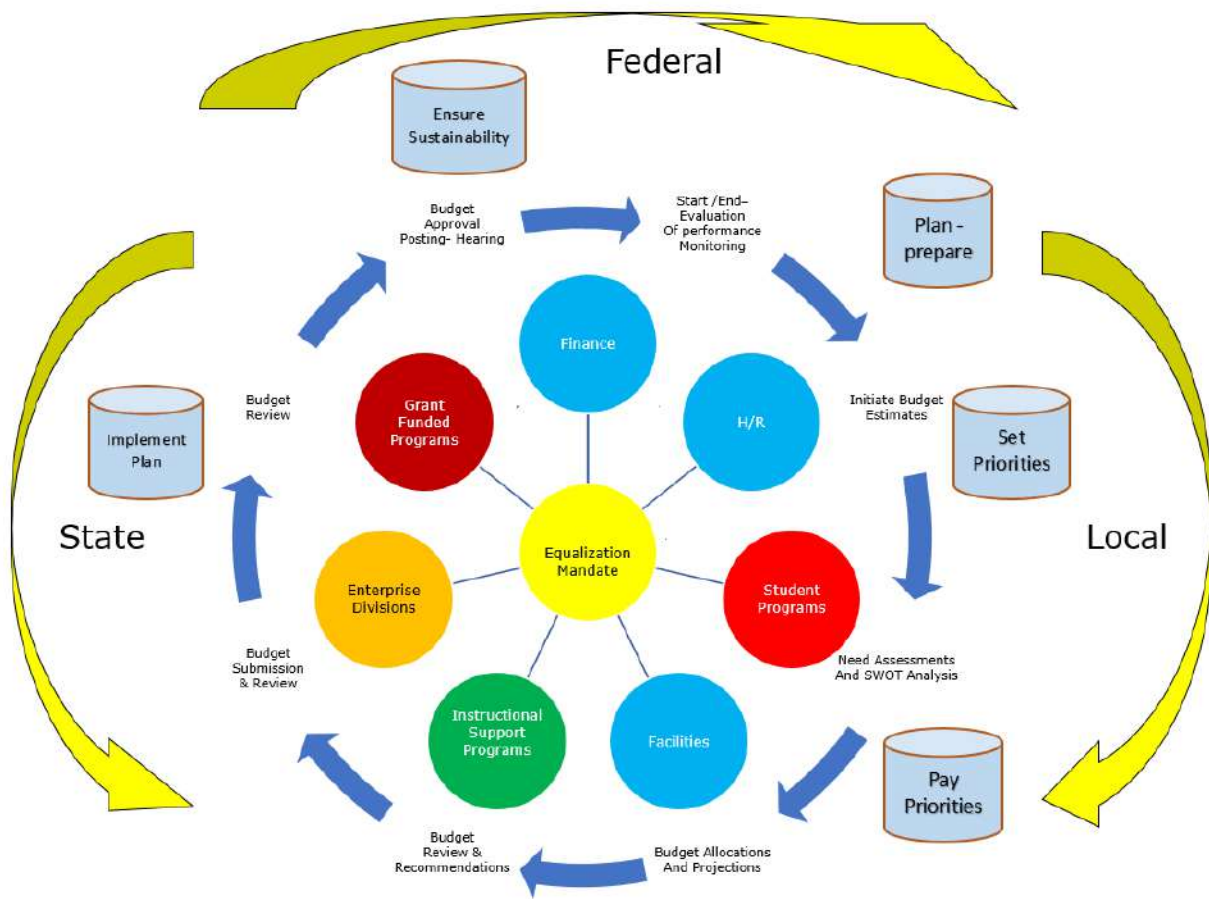 Federal
Ensure
Sustainability
Budget
Approval
Posting- Hearing
Start /End–
Evaluation
Of performance
Monitoring
Plan -
prepare
Finance
Grant
Funded
Programs
H/R
Budget
Review
Initiate Budget
Estimates
Implement
Plan
Set
Priorities
State
Local
Equalization
Mandate
Enterprise
Divisions
Student
Programs
Budget
Submission
& Review
Need Assessments
And SWOT Analysis
Instructional
Support
Programs
Facilities
Pay
Priorities
Budget
Review &
Recommendations
Budget Allocations
And Projections